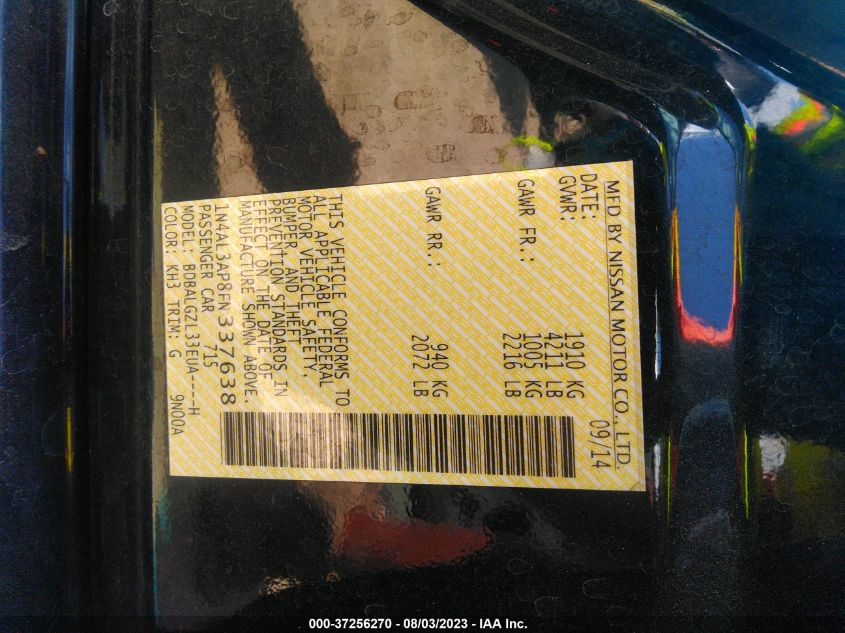 MFD BY NISSAN MOTOR CO., LTD.
DATE: 09/14
GVWR: 1910 KG
4211 LB
GAWR FR.: 1005 KG
2216 LB
GAWR RR.: 940 KG
2072 LB
THIS VEHICLE CONFORMS TO
ALL APPLICABLE FEDERAL
MOTOR VEHICLE SAFETY,
BUMPER, AND THEFT
PREVENTION STANDARDS IN
EFFECT ON THE DATE OF
MANUFACTURE SHOWN ABOVE.
1N4AL3AP8FN337638
PASSENGER CAR 715
MODEL: BDBALGZL33EUA----H
COLOR: KH3 TRIM: G 9N00A
000-37256270 - 08/03/2023 - IAA Inc.